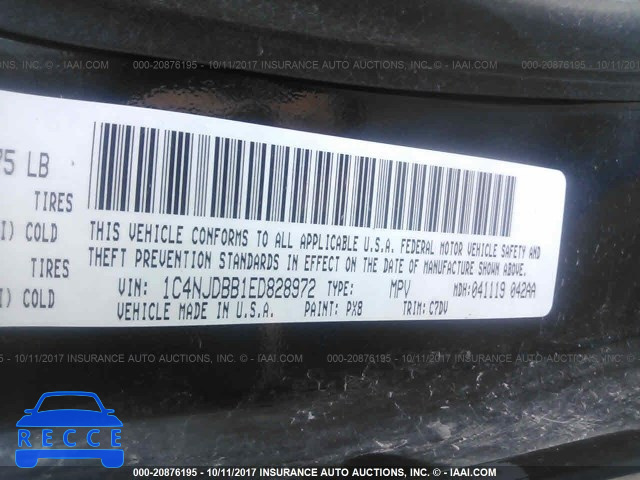 000-20876195 - 10/11/2017 INSURANCE AUTO AUCTIONS, INC. - © IAAI.COM
75 LB
TIRES
COLD
TIRES
COLD
THIS VEHICLE CONFORMS TO ALL APPLICABLE U.S.A. FEDERAL MOTOR VEHICLE SAFETY AND
THEFT PREVENTION STANDARDS IN EFFECT ON THE DATE OF MANUFACTURE SHOWN ABOVE.
VIN: 1C4NJDBB1ED828972 TYPE: MPV MDH: 041119 042AA
VEHICLE MADE IN U.S.A. PAINT: PX8 TRIM: C7DV
000-20876195 - 10/11/2017 INSURANCE AUTO AUCTIONS, INC. - © IAAI.COM
RECCE
000-20876195 - 10/11/2017 INSURANCE AUTO AUCTIONS, INC. - © IAAI.COM